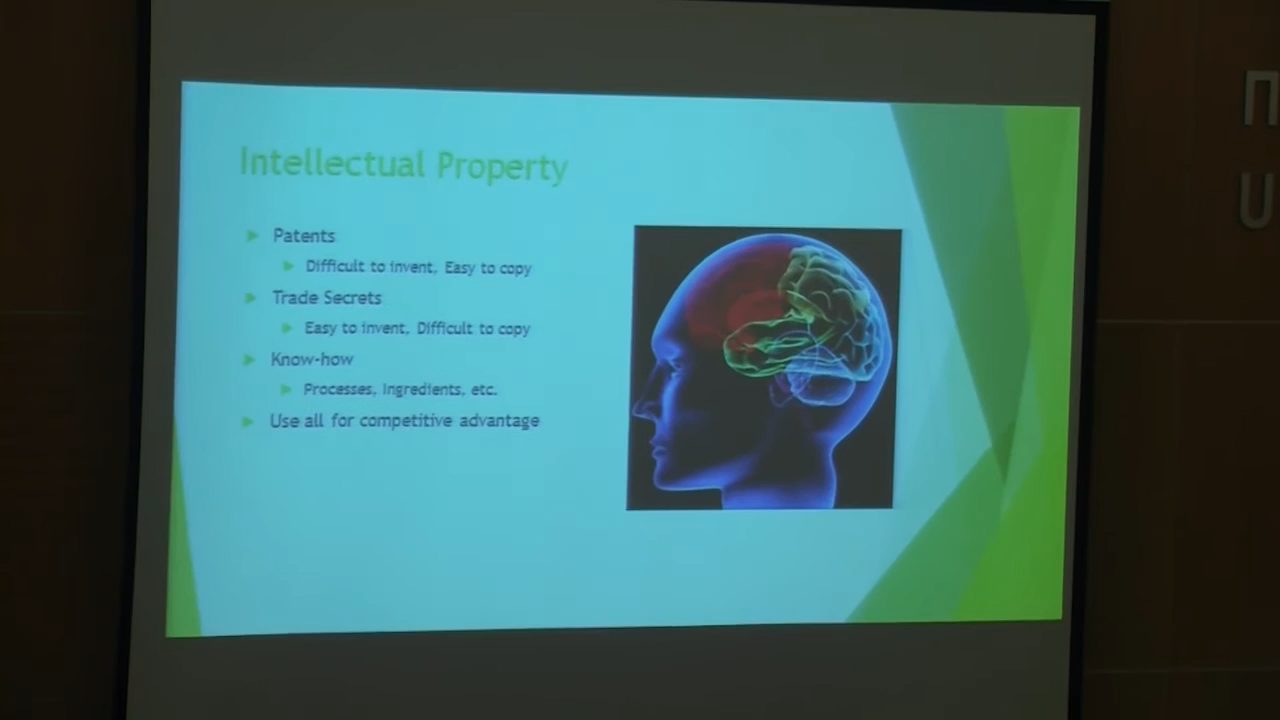 Intellectual Property
Patents
Difficult to invent, Easy to copy
Trade Secrets
Easy to invent, Difficult to copy
Know-how
Processes, ingredients, etc.
Use all for competitive advantage